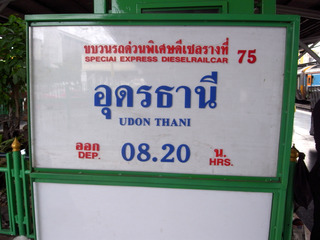 ขบวนรถด่วนพิเศษดีเซลรางที่ 75
SPECIAL EXPRESS DIESELRAILCAR
อุดรธานี
UDON THANI
ออก 08.20 น.
DEP. HRS.